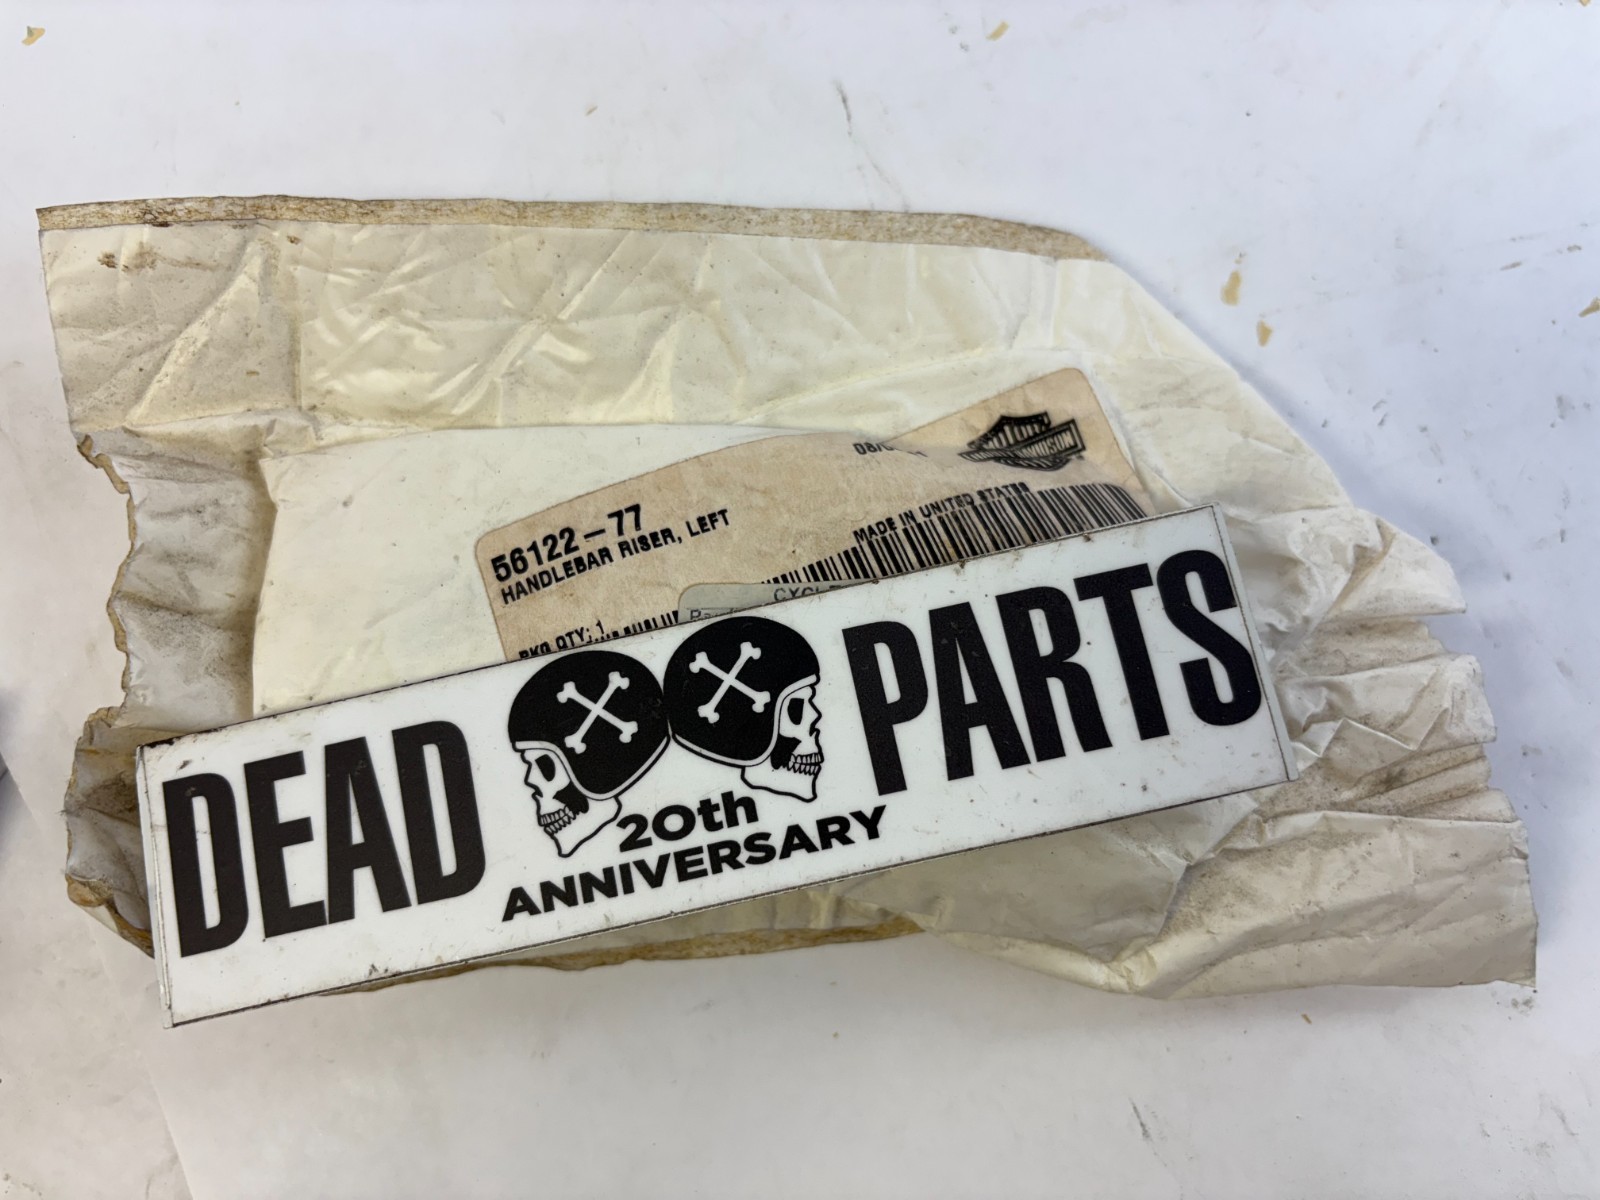 56122-77
HANDLEBAR RISER, LEFT
MADE IN UNITED STATES
PKG QTY: 1
DEAD PARTS
20th
ANNIVERSARY